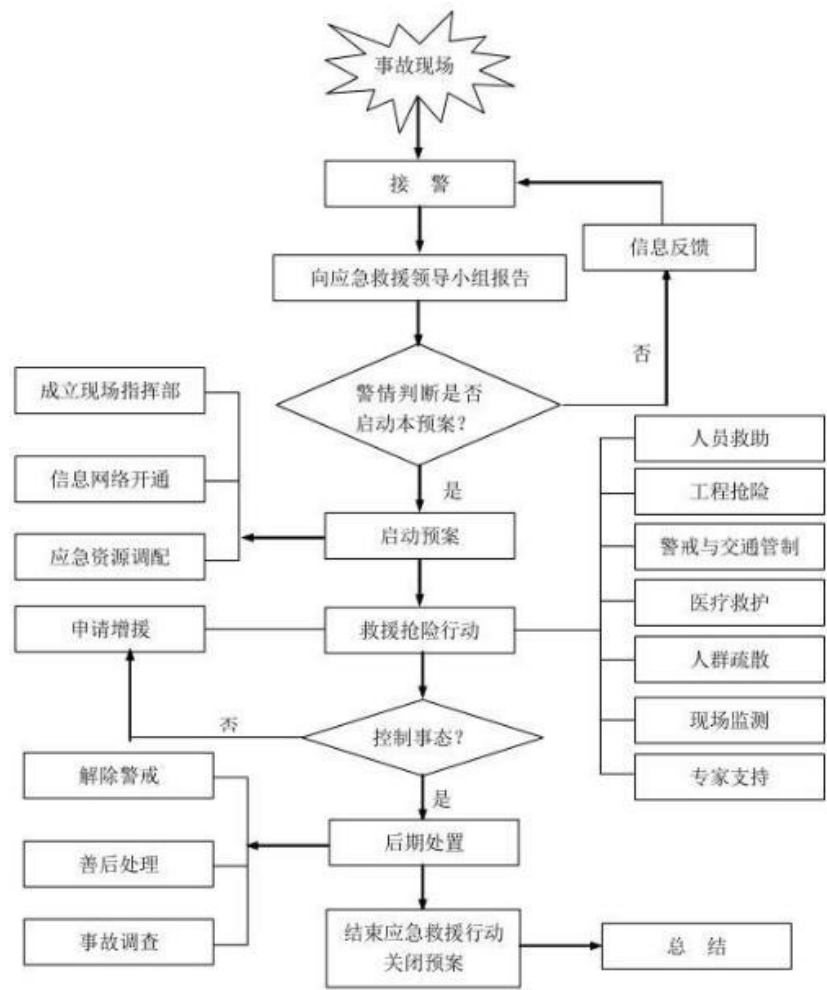 事故现场
接 警
信息反馈
向应急救援领导小组报告
否
警情判断是否
启动本预案？
成立现场指挥部
人员救助
信息网络开通
是
工程抢险
启动预案
警戒与交通管制
应急资源调配
医疗救护
申请增援
救援抢险行动
人群疏散
现场监测
否
控制事态？
解除警戒
专家支持
是
后期处置
善后处理
事故调查
结束应急救援行动
关闭预案
总 结